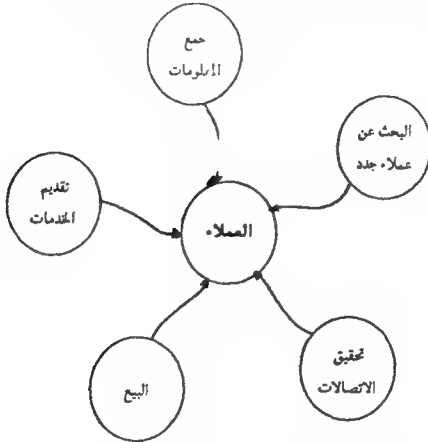 جمع
المعلومات
البحث عن
عملاء جدد
تقديم
الخدمات
العملاء
تحقيق
الاتصالات
البيع